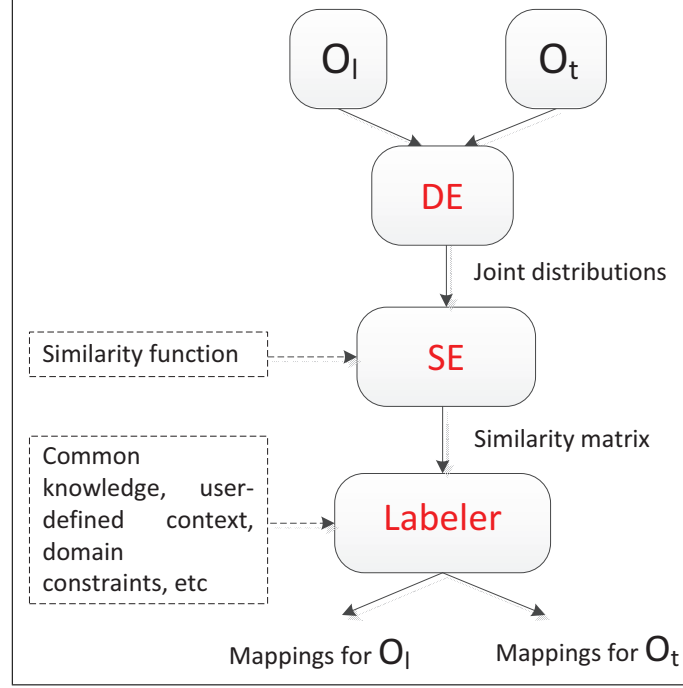 Ol
Ot
DE
Joint distributions
Similarity function
SE
Similarity matrix
Common
knowledge, user-
defined context,
domain
constraints, etc
Labeler
Mappings for Ol
Mappings for Ot